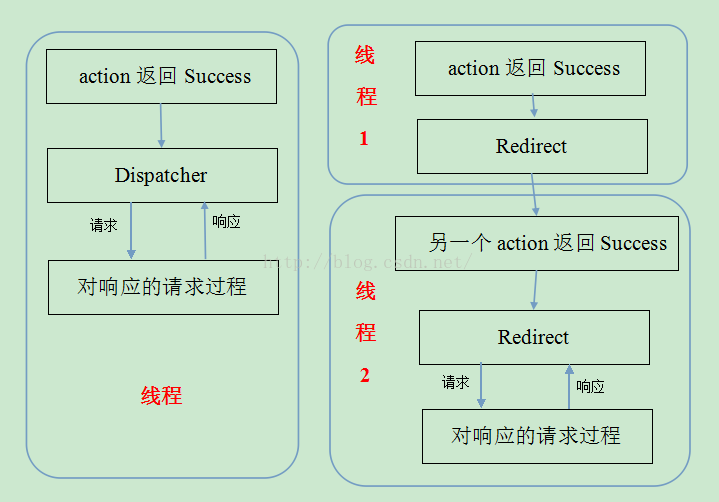 action 返回 Success
Dispatcher
请求
响应
对响应的请求过程
线程
线
程
1
action 返回 Success
Redirect
另一个 action 返回 Success
http://blog.csdn.net/
线
程
2
Redirect
请求
响应
对响应的请求过程